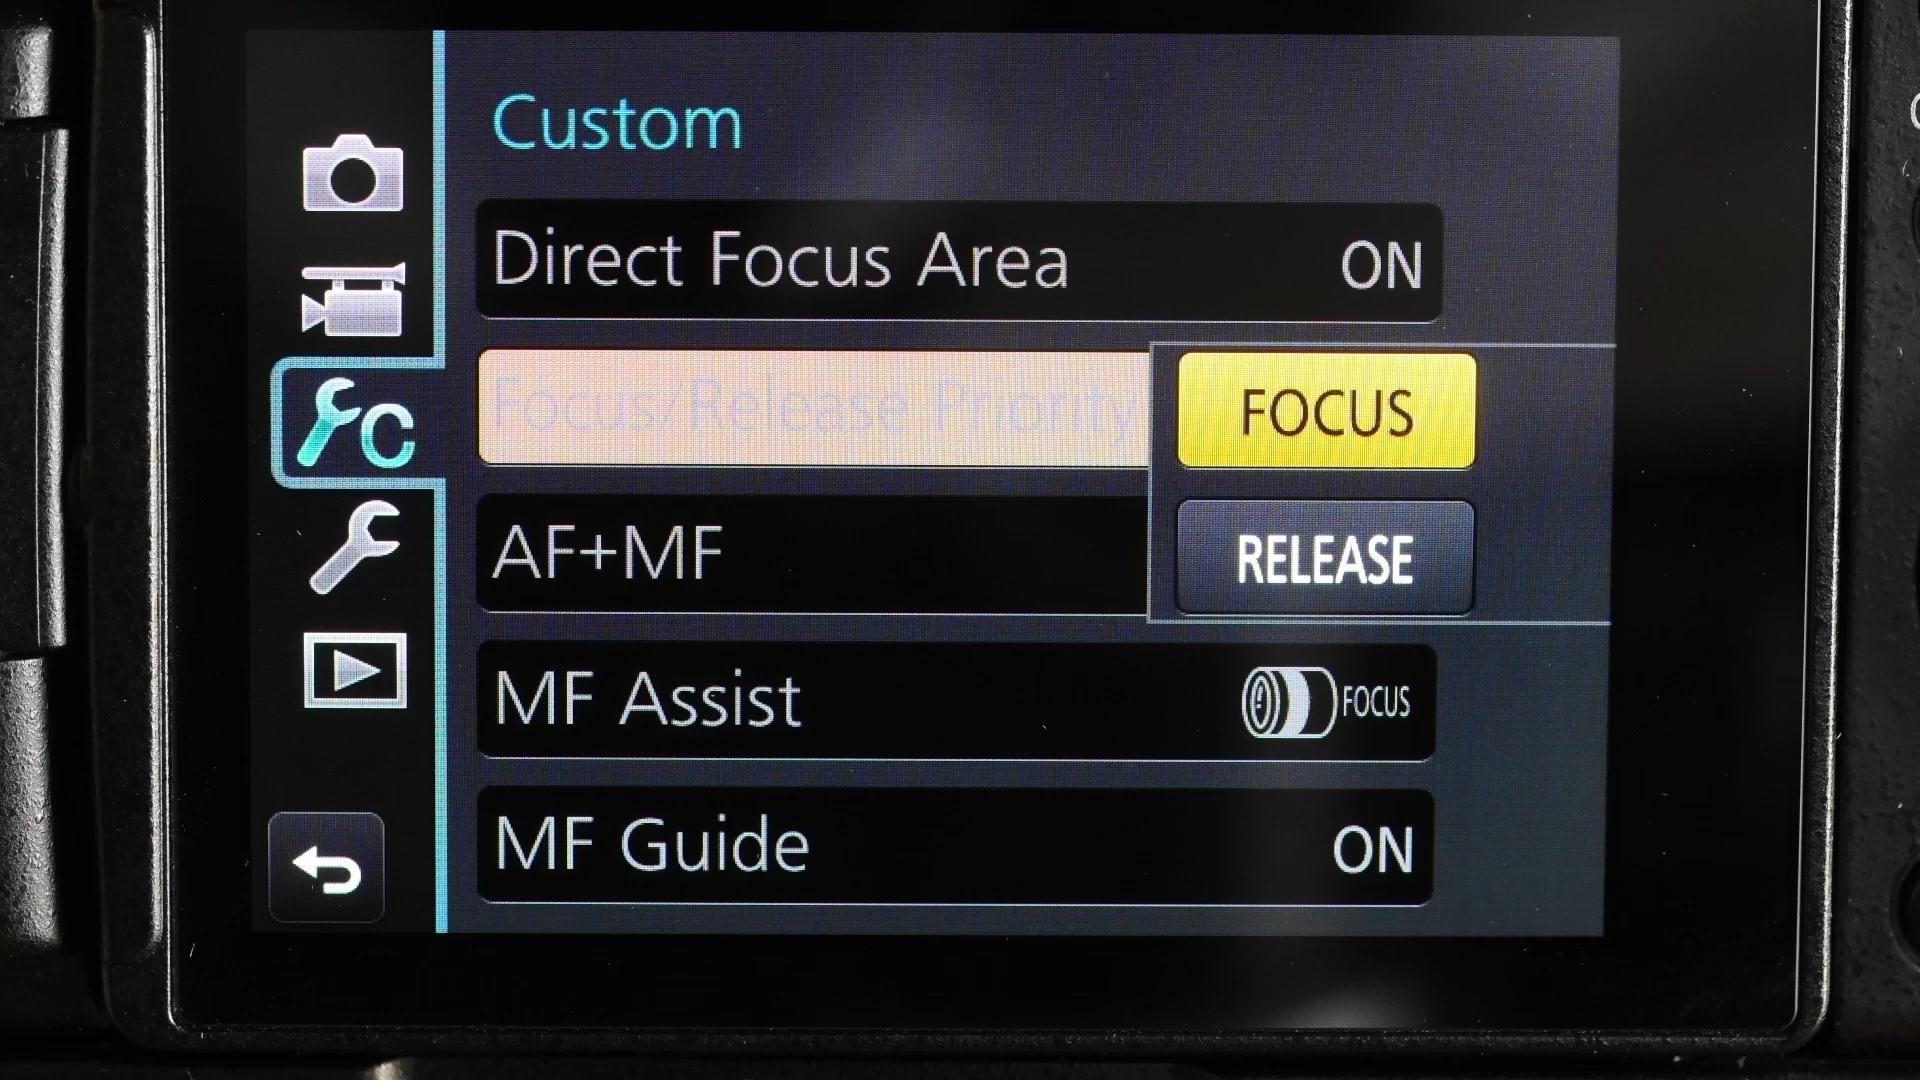 Custom
Direct Focus Area ON
Focus/Release Priority FOCUS
AF+MF RELEASE
MF Assist FOCUS
MF Guide ON